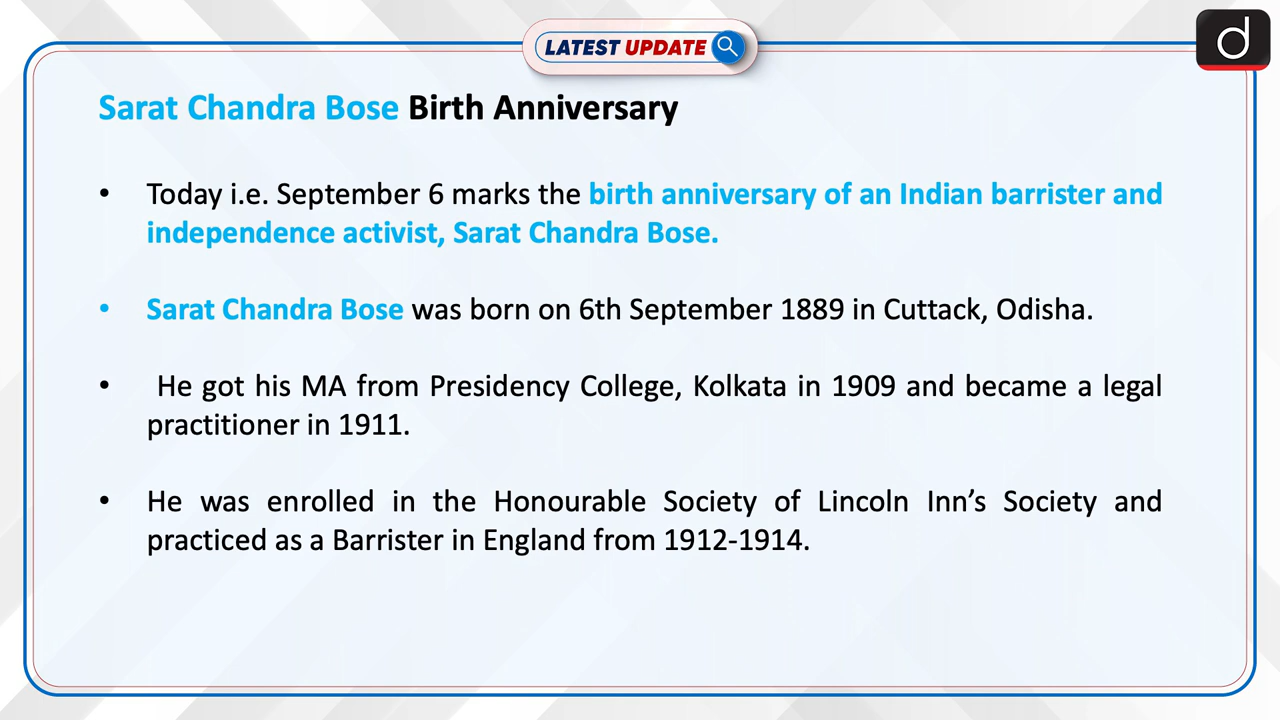 LATEST UPDATE
d
Sarat Chandra Bose Birth Anniversary
• Today i.e. September 6 marks the birth anniversary of an Indian barrister and
independence activist, Sarat Chandra Bose.
• Sarat Chandra Bose was born on 6th September 1889 in Cuttack, Odisha.
• He got his MA from Presidency College, Kolkata in 1909 and became a legal
practitioner in 1911.
• He was enrolled in the Honourable Society of Lincoln Inn’s Society and
practiced as a Barrister in England from 1912-1914.